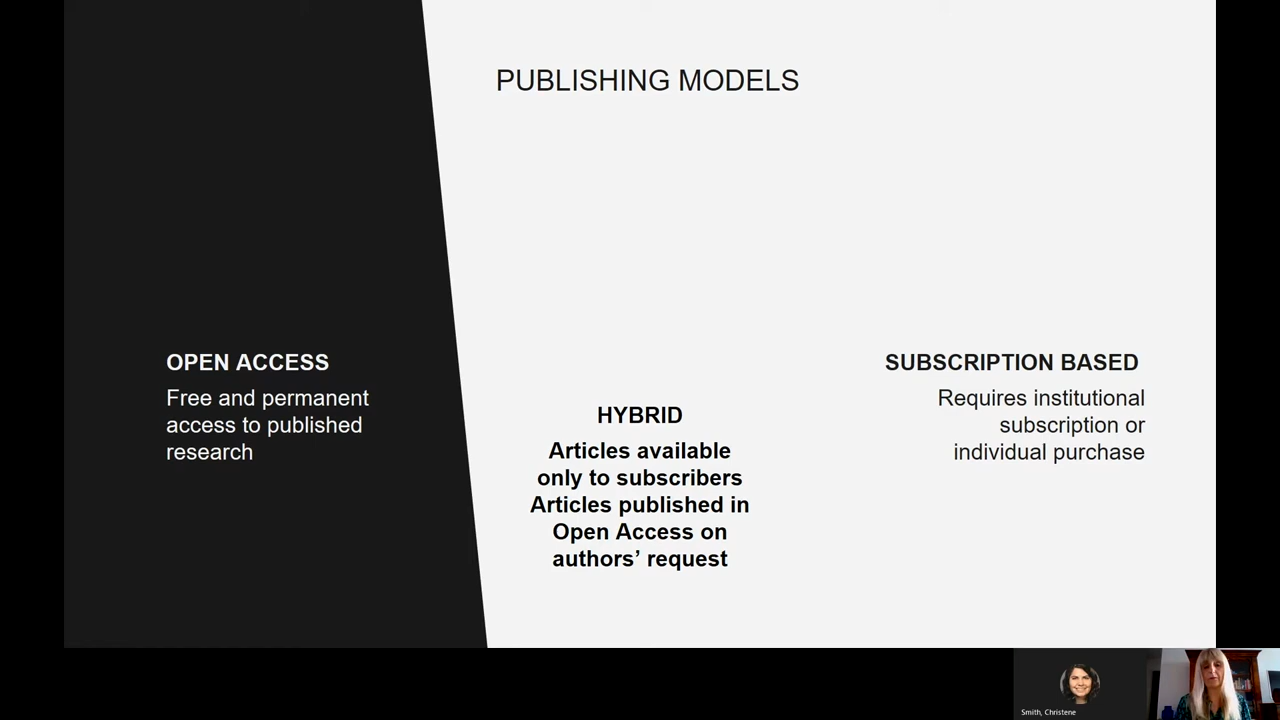 PUBLISHING MODELS
OPEN ACCESS
Free and permanent
access to published
research
HYBRID
Articles available
only to subscribers
Articles published in
Open Access on
authors’ request
SUBSCRIPTION BASED
Requires institutional
subscription or
individual purchase
Smith, Christene